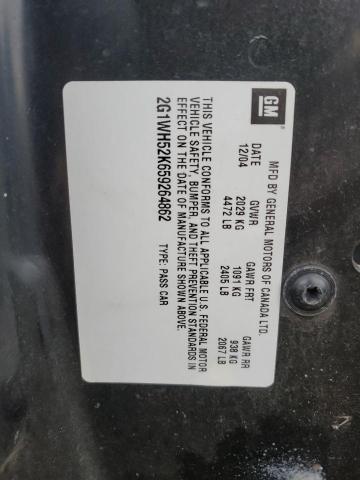 GM
MFD BY GENERAL MOTORS OF CANADA LTD.
DATE GVWR GAWR FRT GAWR RR
12/04 2029 KG 1091 KG 938 KG
4472 LB 2405 LB 2067 LB
THIS VEHICLE CONFORMS TO ALL APPLICABLE U.S. FEDERAL MOTOR
VEHICLE SAFETY, BUMPER, AND THEFT PREVENTION STANDARDS IN
EFFECT ON THE DATE OF MANUFACTURE SHOWN ABOVE.
2G1WH52K659264862 TYPE: PASS CAR